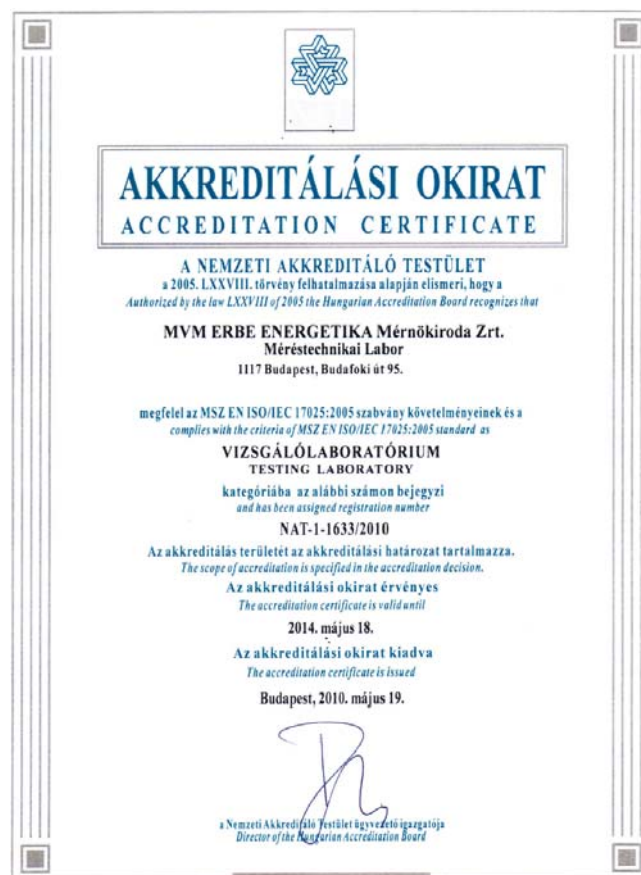 AKKREDITÁLÁSI OKIRAT
ACCREDITATION CERTIFICATE
A NEMZETI AKKREDITÁLÓ TESTÜLET
a 2005. LXXVIII. törvény felhatalmazása alapján elismeri, hogy a
Authorized by the law LXXVIII of 2005 the Hungarian Accreditation Board recognizes that
MVM ERBE ENERGETIKA Mérnökiroda Zrt.
Méréstechnikai Labor
1117 Budapest, Budafoki út 95.
megfelel az MSZ EN ISO/IEC 17025:2005 szabvány követelményeinek és a
complies with the criteria of MSZ EN ISO/IEC 17025:2005 standard as
VIZSGÁLÓLABORATÓRIUM
TESTING LABORATORY
kategóriába az alábbi számon bejegyzi
and has been assigned registration number
NAT-1-1633/2010
Az akkreditálás területét az akkreditálási határozat tartalmazza.
The scope of accreditation is specified in the accreditation decision.
Az akkreditálási okirat érvényes
The accreditation certificate is valid until
2014. május 18.
Az akkreditálási okirat kiadva
The accreditation certificate is issued
Budapest, 2010. május 19.
a Nemzeti Akkreditáló Testület ügyvezető igazgatója
Director of the Hungarian Accreditation Board